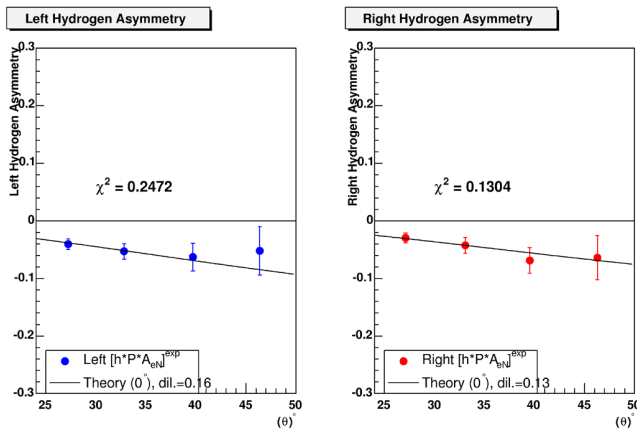 Left Hydrogen Asymmetry
Left Hydrogen Asymmetry
0.3
0.2
0.1
0
-0.1
-0.2
-0.3
χ² = 0.2472
Left [h*P*A_eN]^exp
Theory (0°), dil.=0.16
25 30 35 40 45 50
(θ)°
Right Hydrogen Asymmetry
Right Hydrogen Asymmetry
0.3
0.2
0.1
0
-0.1
-0.2
-0.3
χ² = 0.1304
Right [h*P*A_eN]^exp
Theory (0°), dil.=0.13
25 30 35 40 45 50
(θ)°